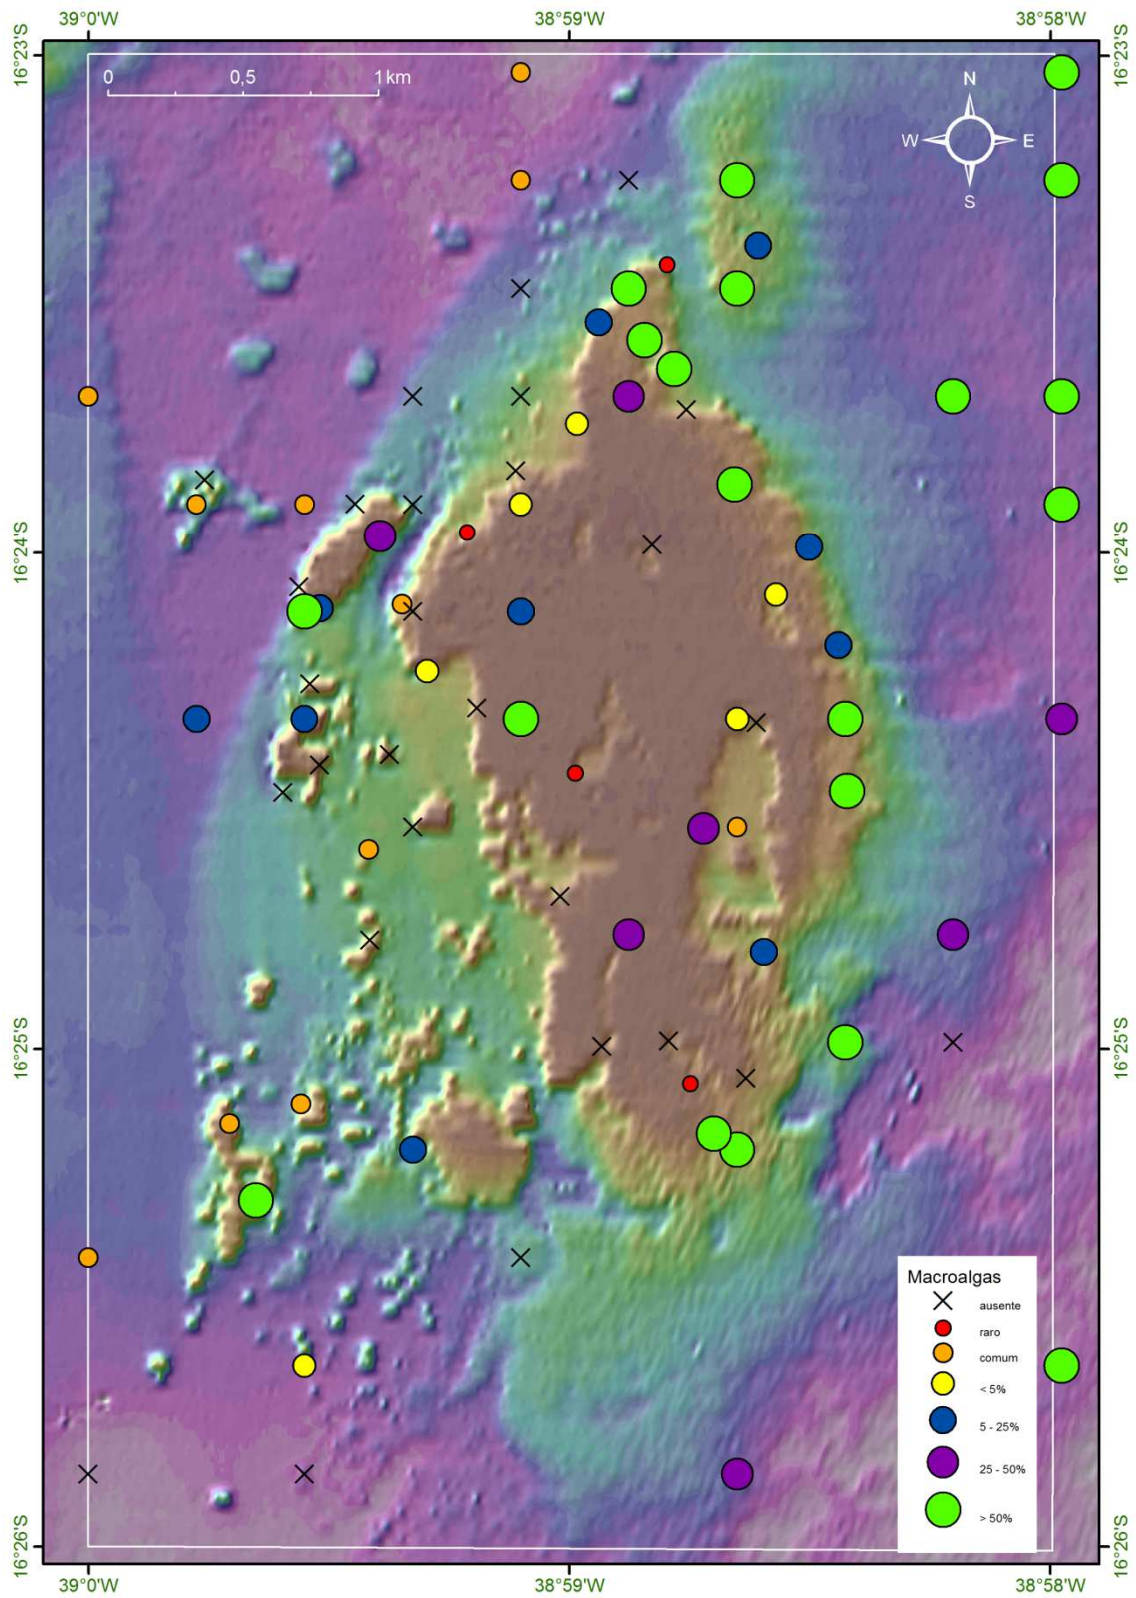 39°0'W 38°59'W 38°58'W
16°23'S 16°23'S
0 0,5 1 km
N
W E
S
16°24'S 16°24'S
16°25'S 16°25'S
Macroalgas
ausente
raro
comum
< 5%
5 - 25%
25 - 50%
> 50%
16°26'S 16°26'S
39°0'W 38°59'W 38°58'W